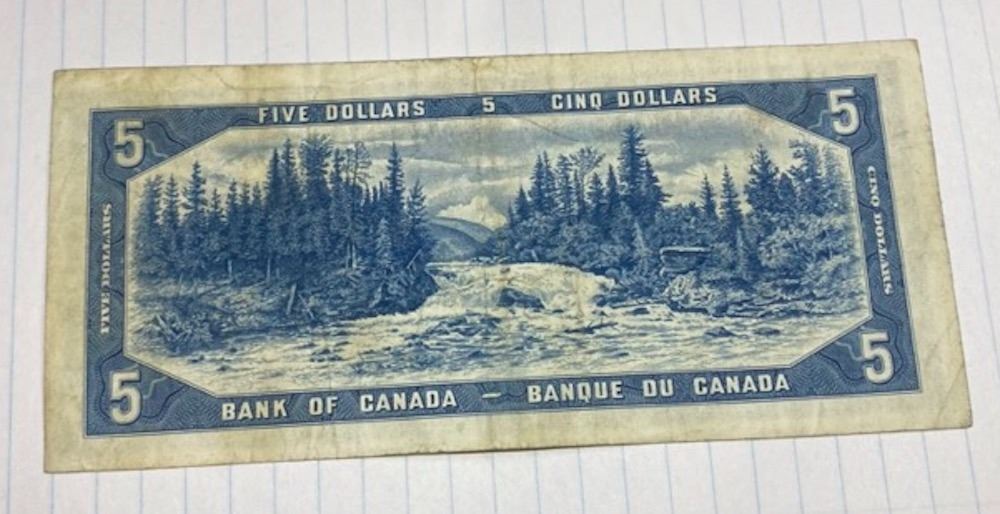 FIVE DOLLARS 5 CINQ DOLLARS
5 5
FIVE DOLLARS
CINQ DOLLARS
5 5
BANK OF CANADA — BANQUE DU CANADA